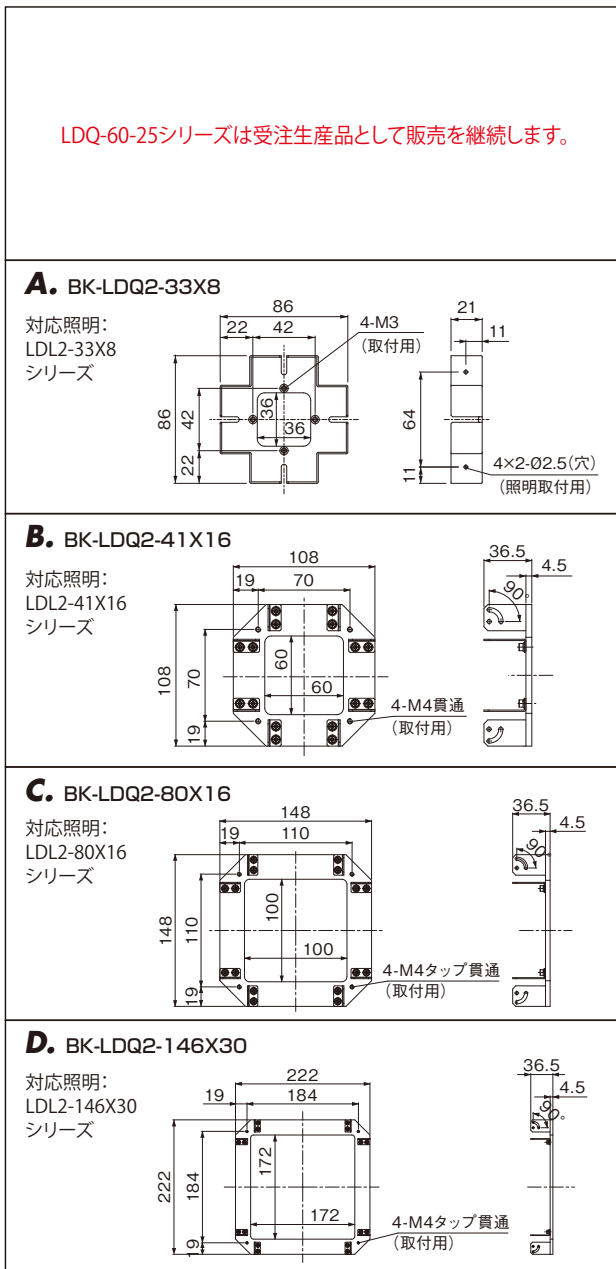 LDQ-60-25シリーズは受注生産品として販売を継続します。
A. BK-LDQ2-33X8
対応照明:
LDL2-33X8
シリーズ
86
22 42
4-M3
(取付用)
86
42
22
36
36
21
11
64
11
4×2-Ø2.5(穴)
(照明取付用)
B. BK-LDQ2-41X16
対応照明:
LDL2-41X16
シリーズ
108
19 70
108
70
19
60
60
4-M4貫通
(取付用)
36.5
4.5
90°
C. BK-LDQ2-80X16
対応照明:
LDL2-80X16
シリーズ
148
19 110
148
110
19
100
100
4-M4タップ貫通
(取付用)
36.5
4.5
90°
D. BK-LDQ2-146X30
対応照明:
LDL2-146X30
シリーズ
222
19 184
222
184
19
172
172
4-M4タップ貫通
(取付用)
36.5
4.5
90°